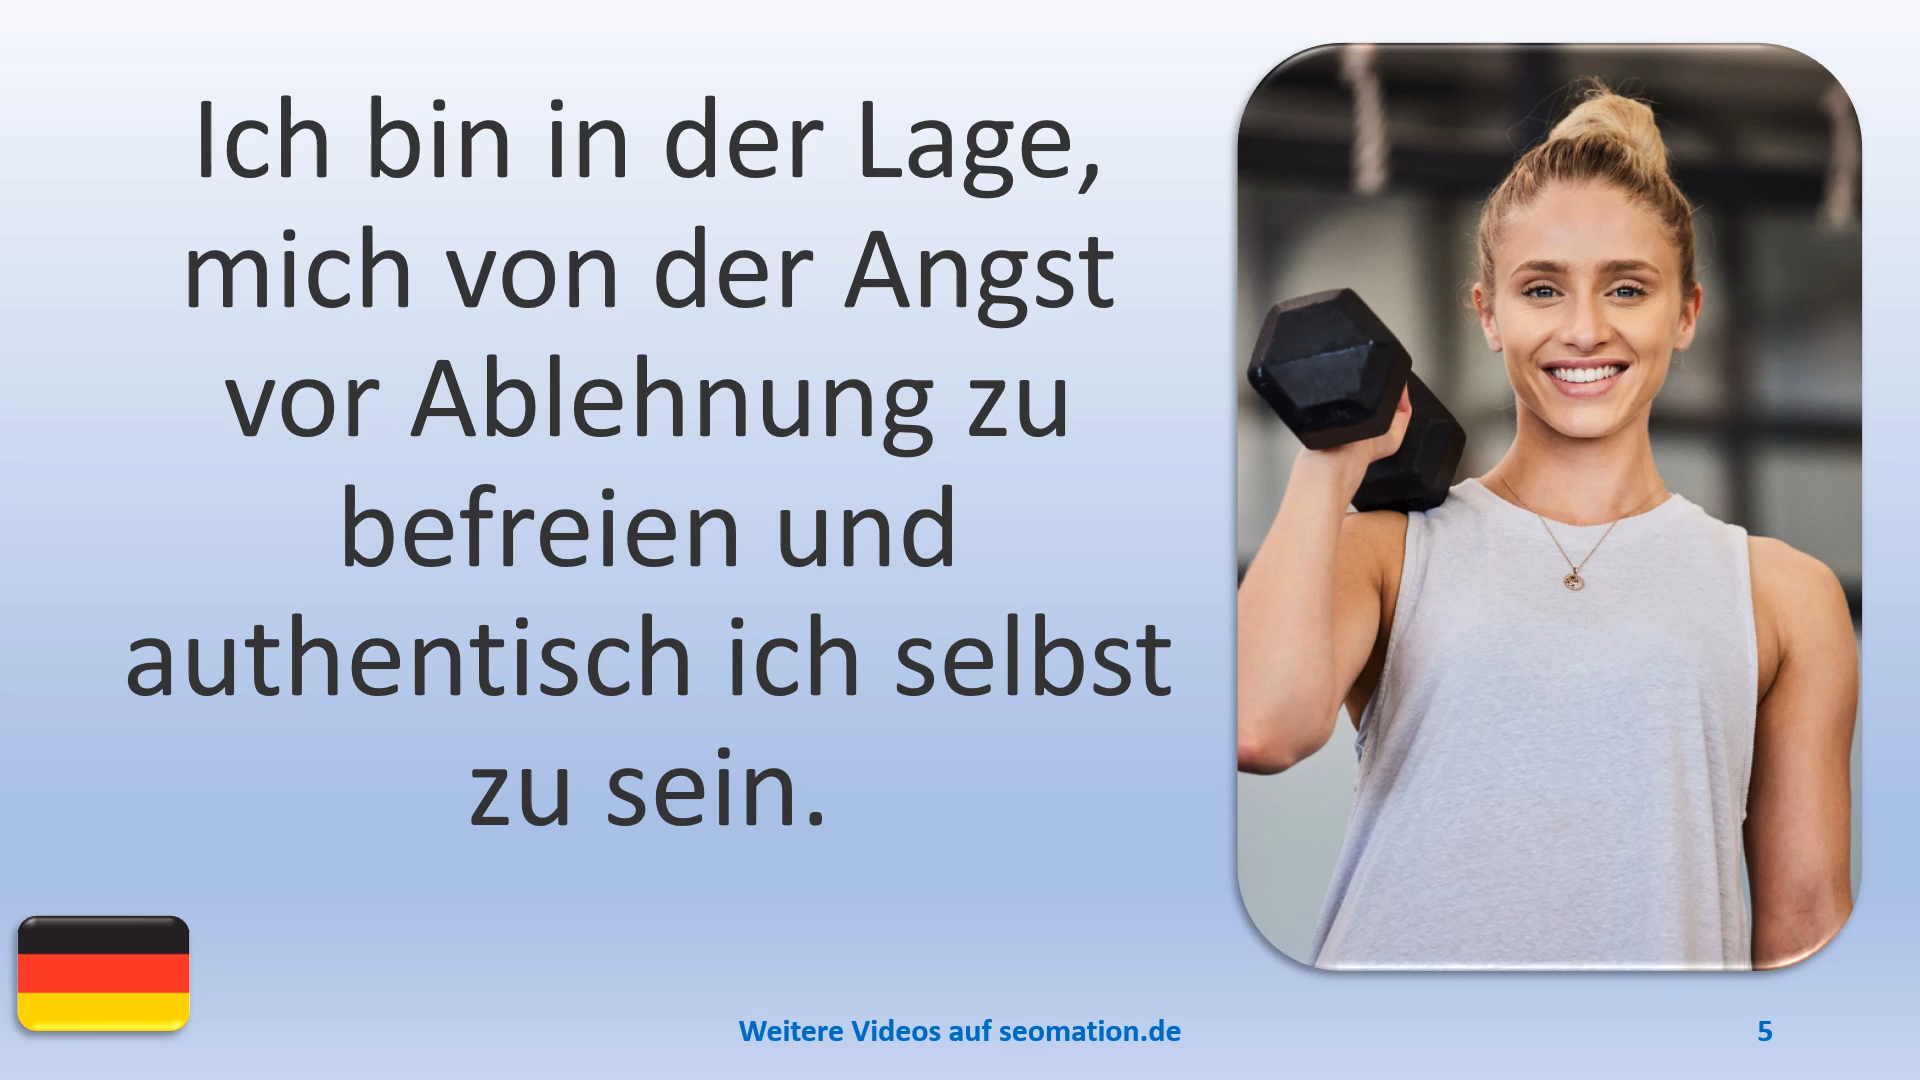 Ich bin in der Lage,
mich von der Angst
vor Ablehnung zu
befreien und
authentisch ich selbst
zu sein.
Weitere Videos auf seomation.de
5